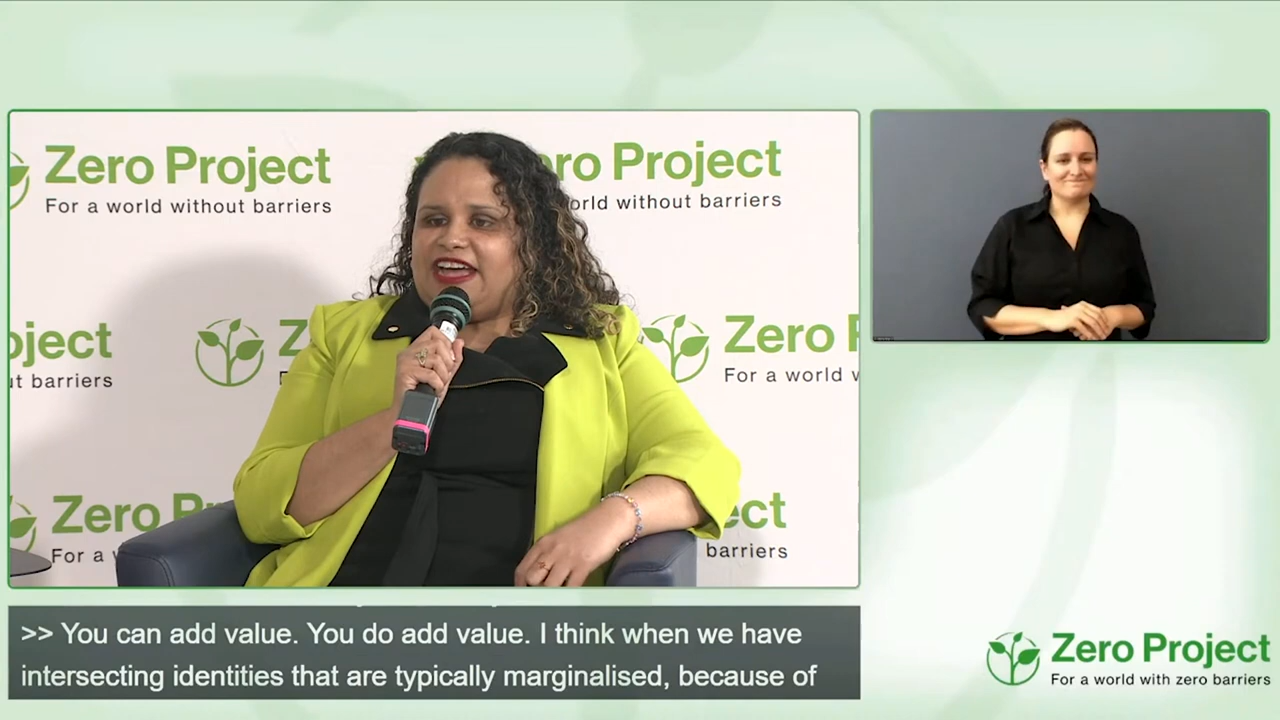 Zero Project
For a world without barriers
ero Project
orld without barriers
oject
ut barriers
Z
Zero P
For a world w
Zero Pr
For a w
ect
barriers
>> You can add value. You do add value. I think when we have
intersecting identities that are typically marginalised, because of
Zero Project
For a world with zero barriers